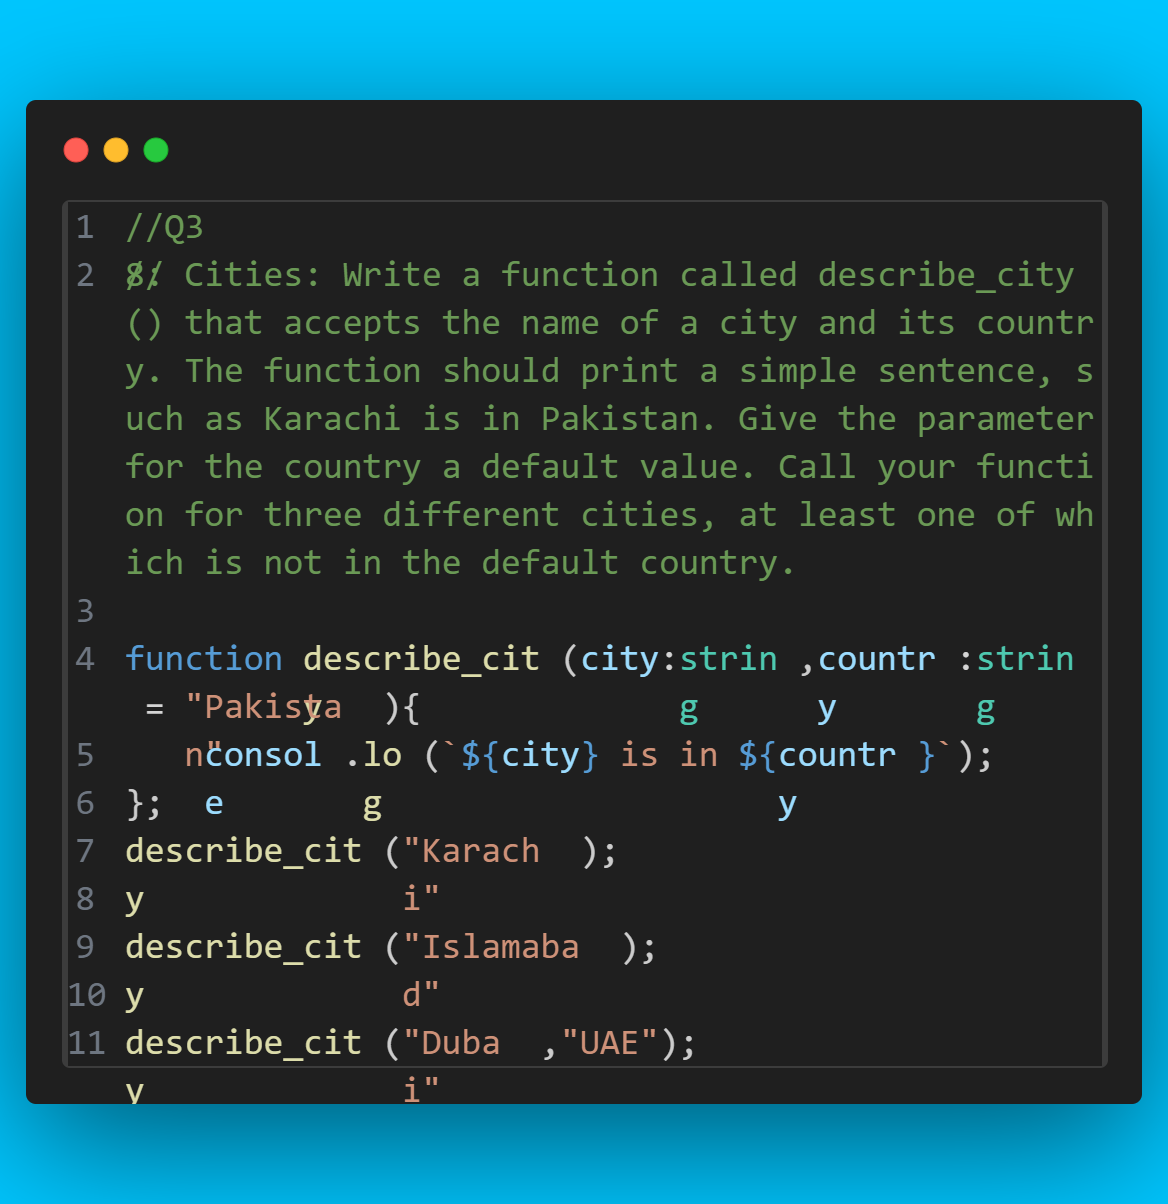 1 //Q3
2 8: // Cities: Write a function called describe_city
() that accepts the name of a city and its countr
y. The function should print a simple sentence, s
uch as Karachi is in Pakistan. Give the parameter
for the country a default value. Call your functi
on for three different cities, at least one of wh
ich is not in the default country.
3
4 function describe_cit (city:strin ,countr :strin
= "Pakista y ){ g y g
5 n" consol .lo (`${city} is in ${countr }`);
6 }; e g y
7 describe_cit ("Karach );
8 y i"
9 describe_cit ("Islamaba );
10 y d"
11 describe_cit ("Duba ,"UAE");
y i"